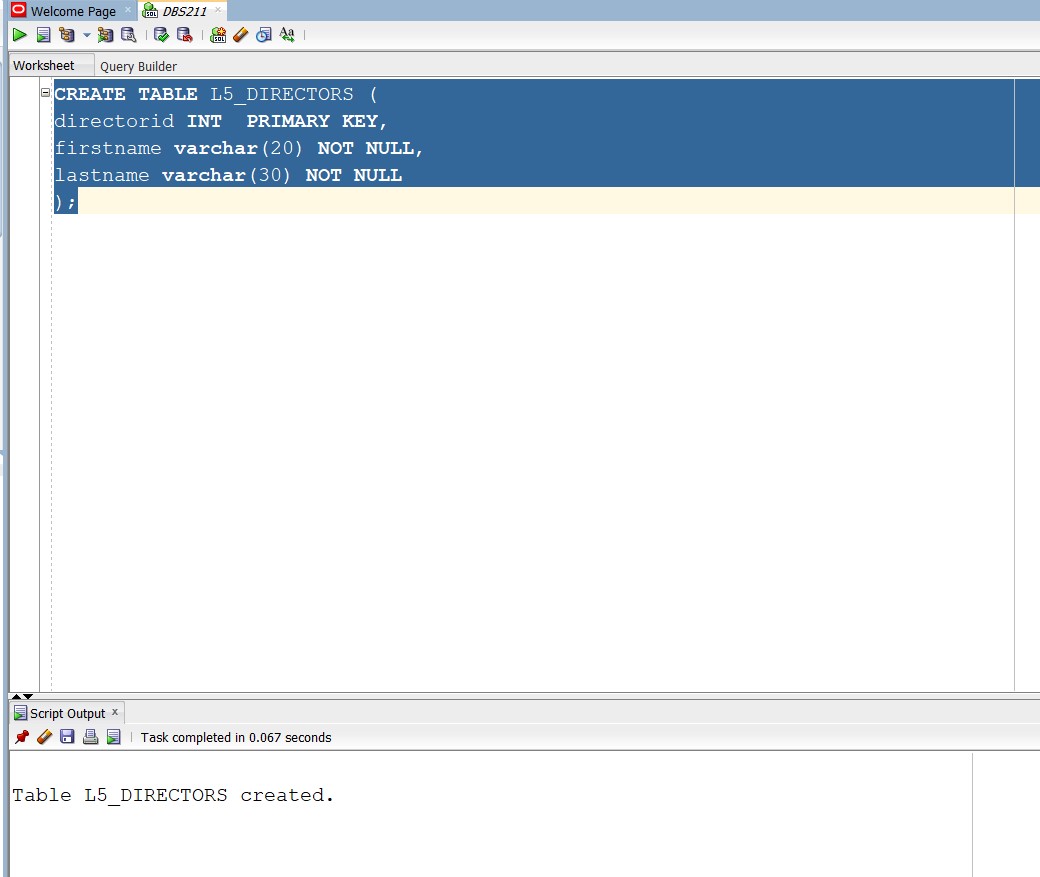 Welcome Page
DBS211
Worksheet
Query Builder
CREATE TABLE L5_DIRECTORS (
directorid INT  PRIMARY KEY,
firstname varchar(20) NOT NULL,
lastname varchar(30) NOT NULL
);
Script Output x
Task completed in 0.067 seconds
Table L5_DIRECTORS created.